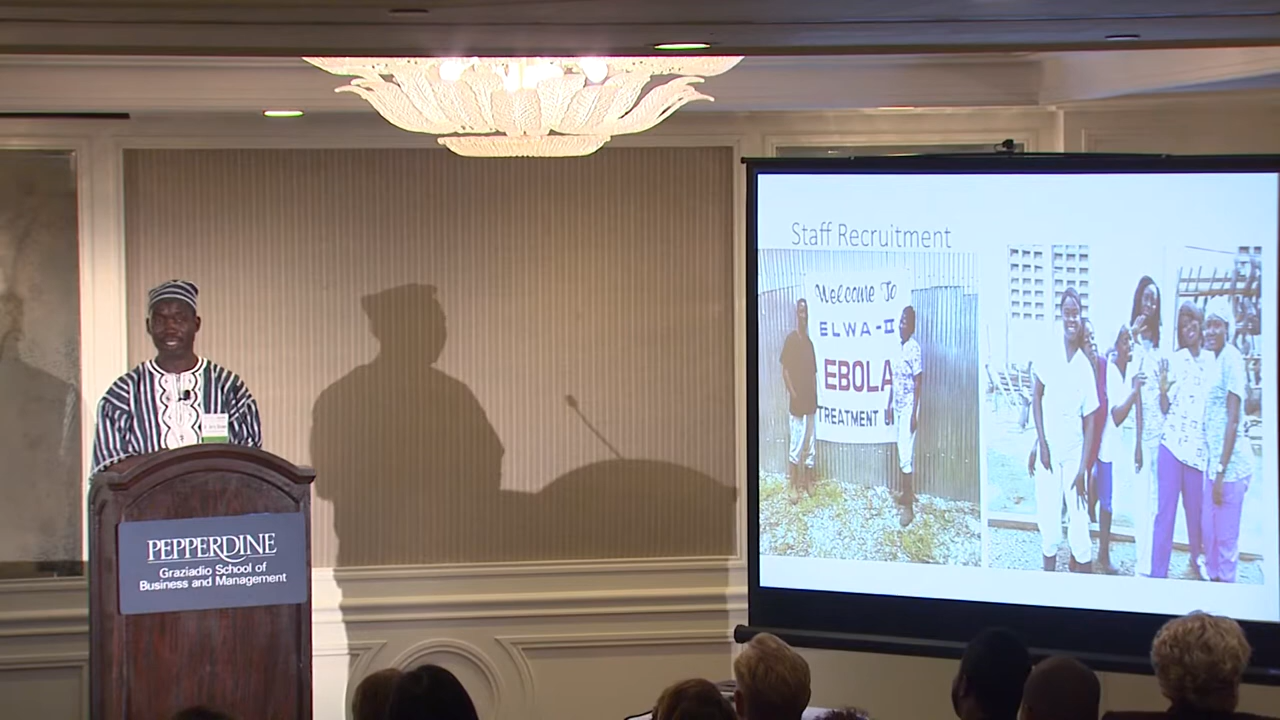 Staff Recruitment
Welcome To
ELWA-II
EBOLA
TREATMENT U
PEPPERDINE
Graziadio School of
Business and Management